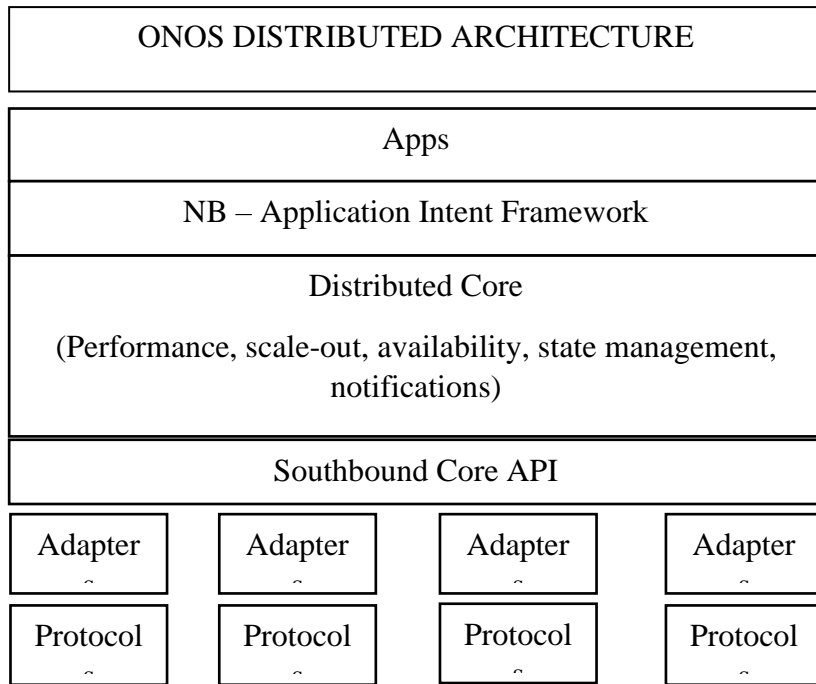 ONOS DISTRIBUTED ARCHITECTURE
Apps
NB – Application Intent Framework
Distributed Core
(Performance, scale-out, availability, state management,
notifications)
Southbound Core API
Adapter Adapter Adapter Adapter
Protocol Protocol Protocol Protocol